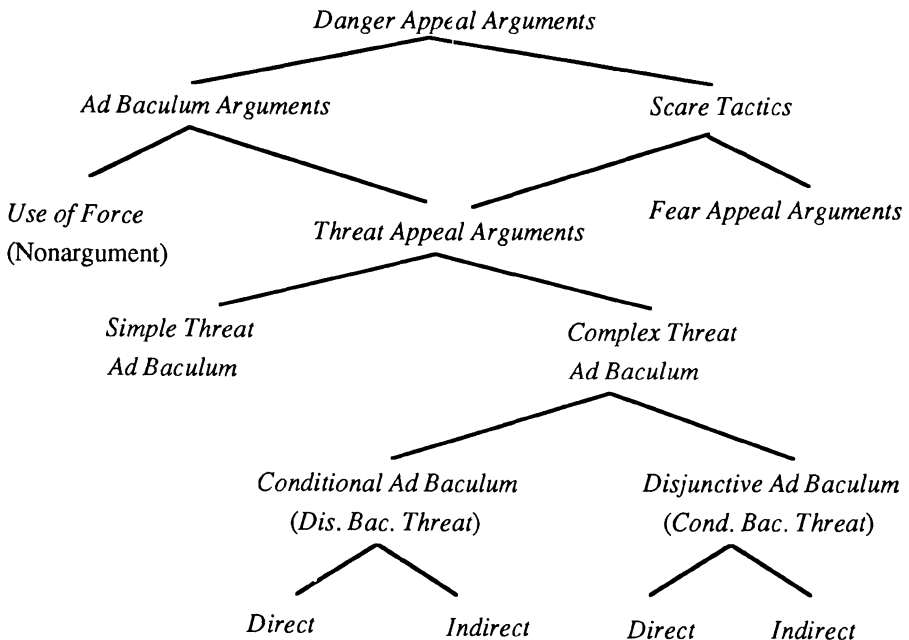 Danger Appeal Arguments
Ad Baculum Arguments
Scare Tactics
Use of Force
(Nonargument)
Threat Appeal Arguments
Fear Appeal Arguments
Simple Threat
Ad Baculum
Complex Threat
Ad Baculum
Conditional Ad Baculum
(Dis. Bac. Threat)
Disjunctive Ad Baculum
(Cond. Bac. Threat)
Direct
Indirect
Direct
Indirect